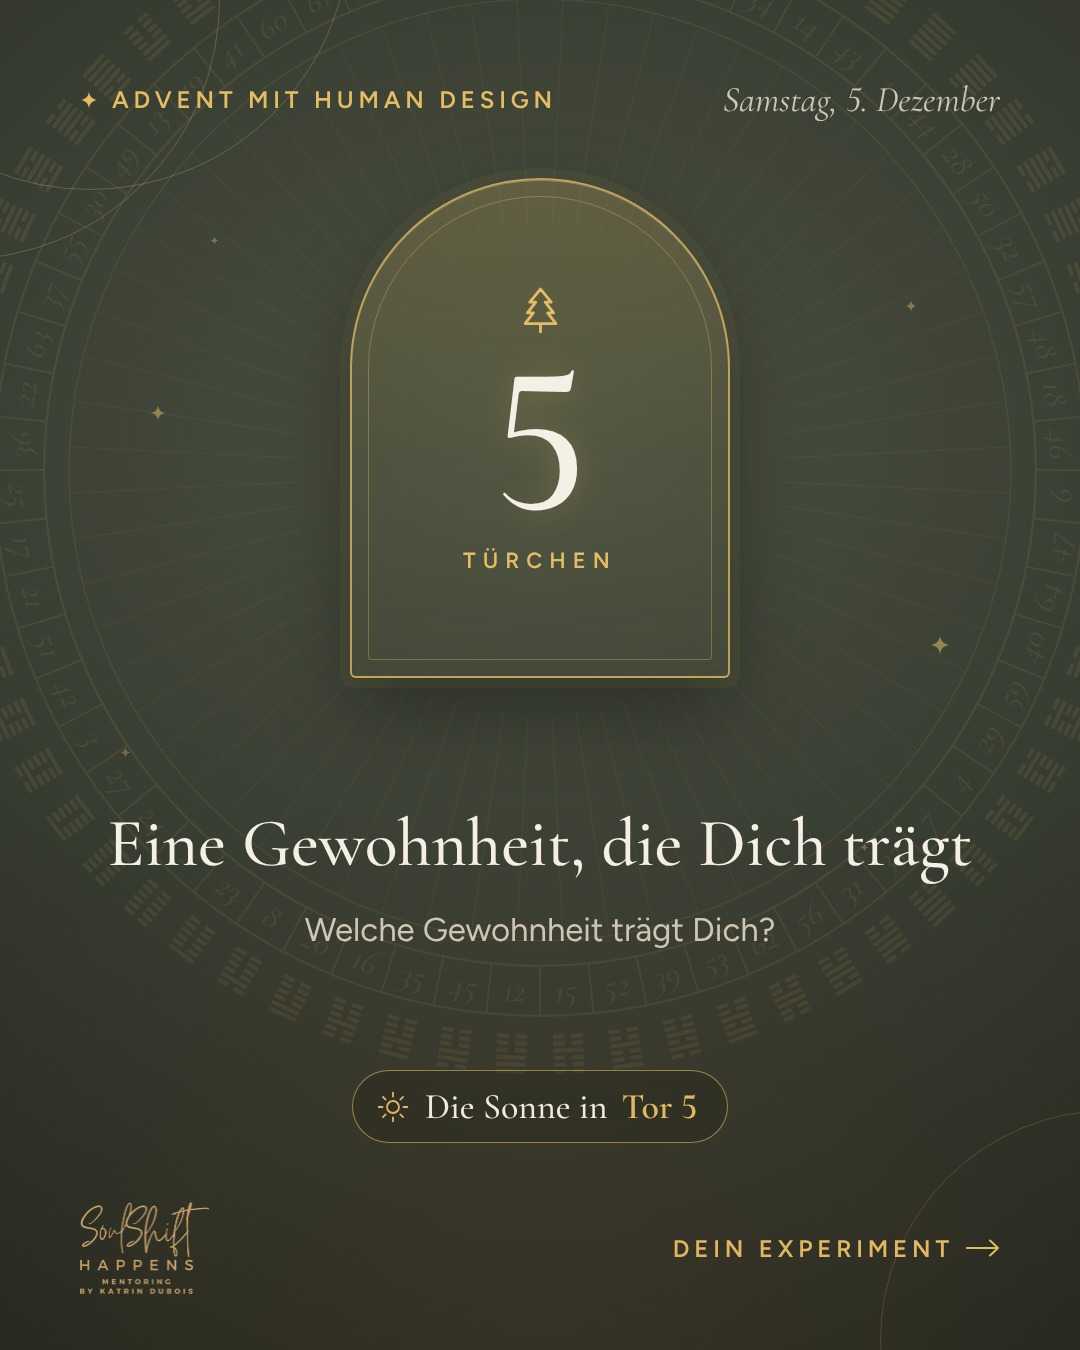 ADVENT MIT HUMAN DESIGN
Samstag, 5. Dezember
5
TÜRCHEN
Eine Gewohnheit, die Dich trägt
Welche Gewohnheit trägt Dich?
Die Sonne in Tor 5
SoulShift
HAPPENS
MENTORING
BY KATRIN DUBOIS
DEIN EXPERIMENT